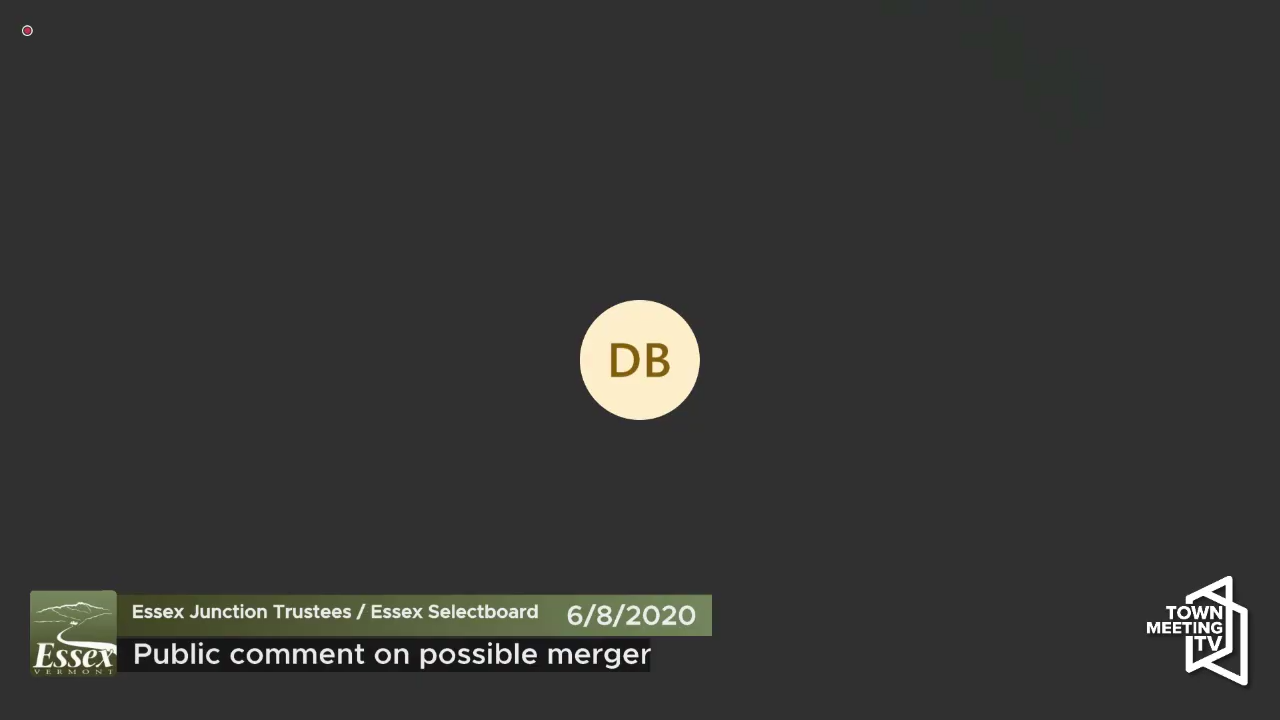 DB
Essex Junction Trustees / Essex Selectboard 6/8/2020
Public comment on possible merger
Essex
VERMONT
TOWN
MEETING
TV